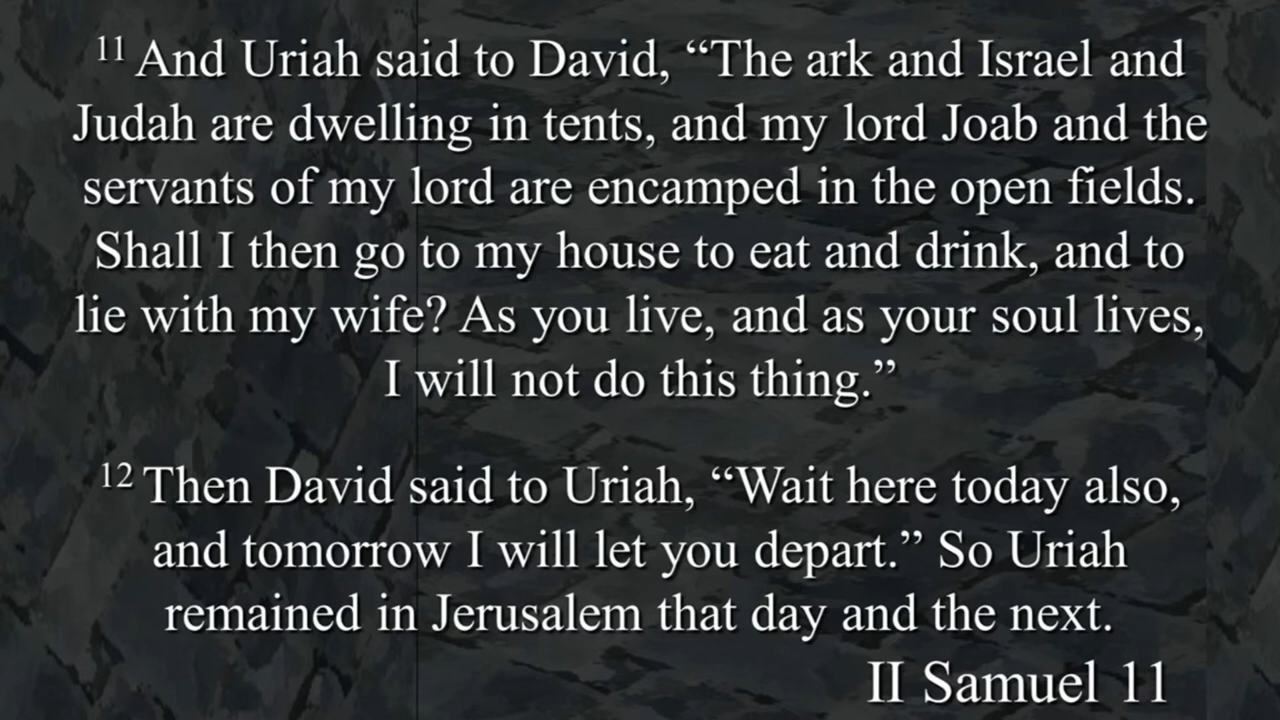 11 And Uriah said to David, “The ark and Israel and
Judah are dwelling in tents, and my lord Joab and the
servants of my lord are encamped in the open fields.
Shall I then go to my house to eat and drink, and to
lie with my wife? As you live, and as your soul lives,
I will not do this thing.”
12 Then David said to Uriah, “Wait here today also,
and tomorrow I will let you depart.” So Uriah
remained in Jerusalem that day and the next.
II Samuel 11